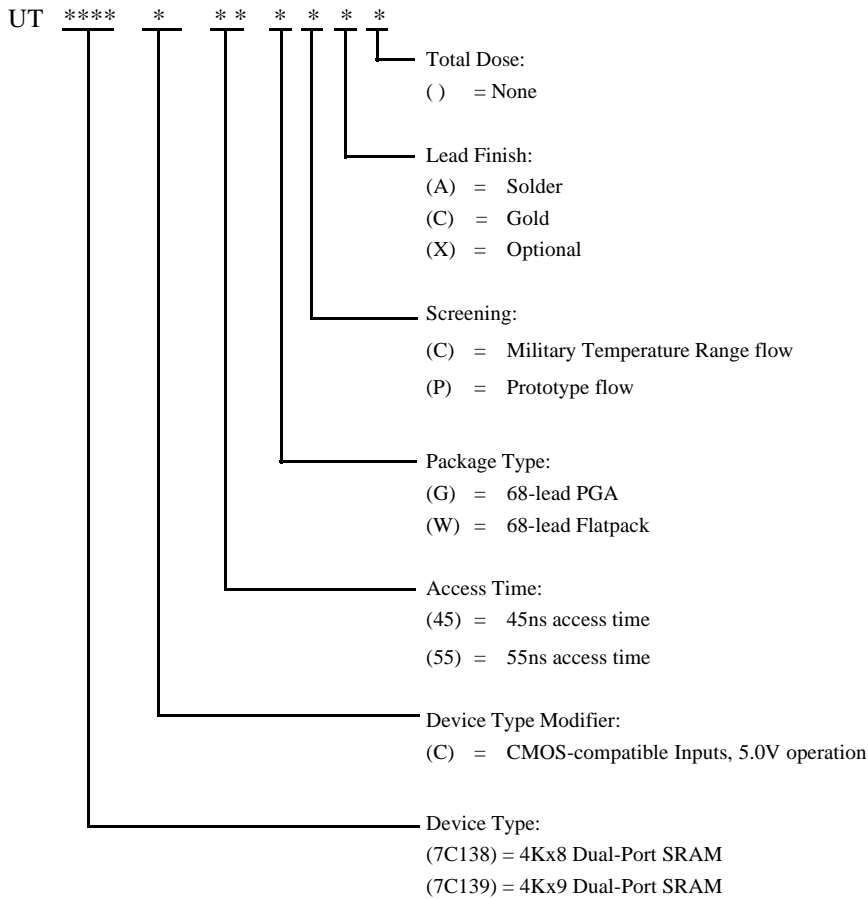 UT **** * * * * * * *
Total Dose:
( ) = None
Lead Finish:
(A) = Solder
(C) = Gold
(X) = Optional
Screening:
(C) = Military Temperature Range flow
(P) = Prototype flow
Package Type:
(G) = 68-lead PGA
(W) = 68-lead Flatpack
Access Time:
(45) = 45ns access time
(55) = 55ns access time
Device Type Modifier:
(C) = CMOS-compatible Inputs, 5.0V operation
Device Type:
(7C138) = 4Kx8 Dual-Port SRAM
(7C139) = 4Kx9 Dual-Port SRAM